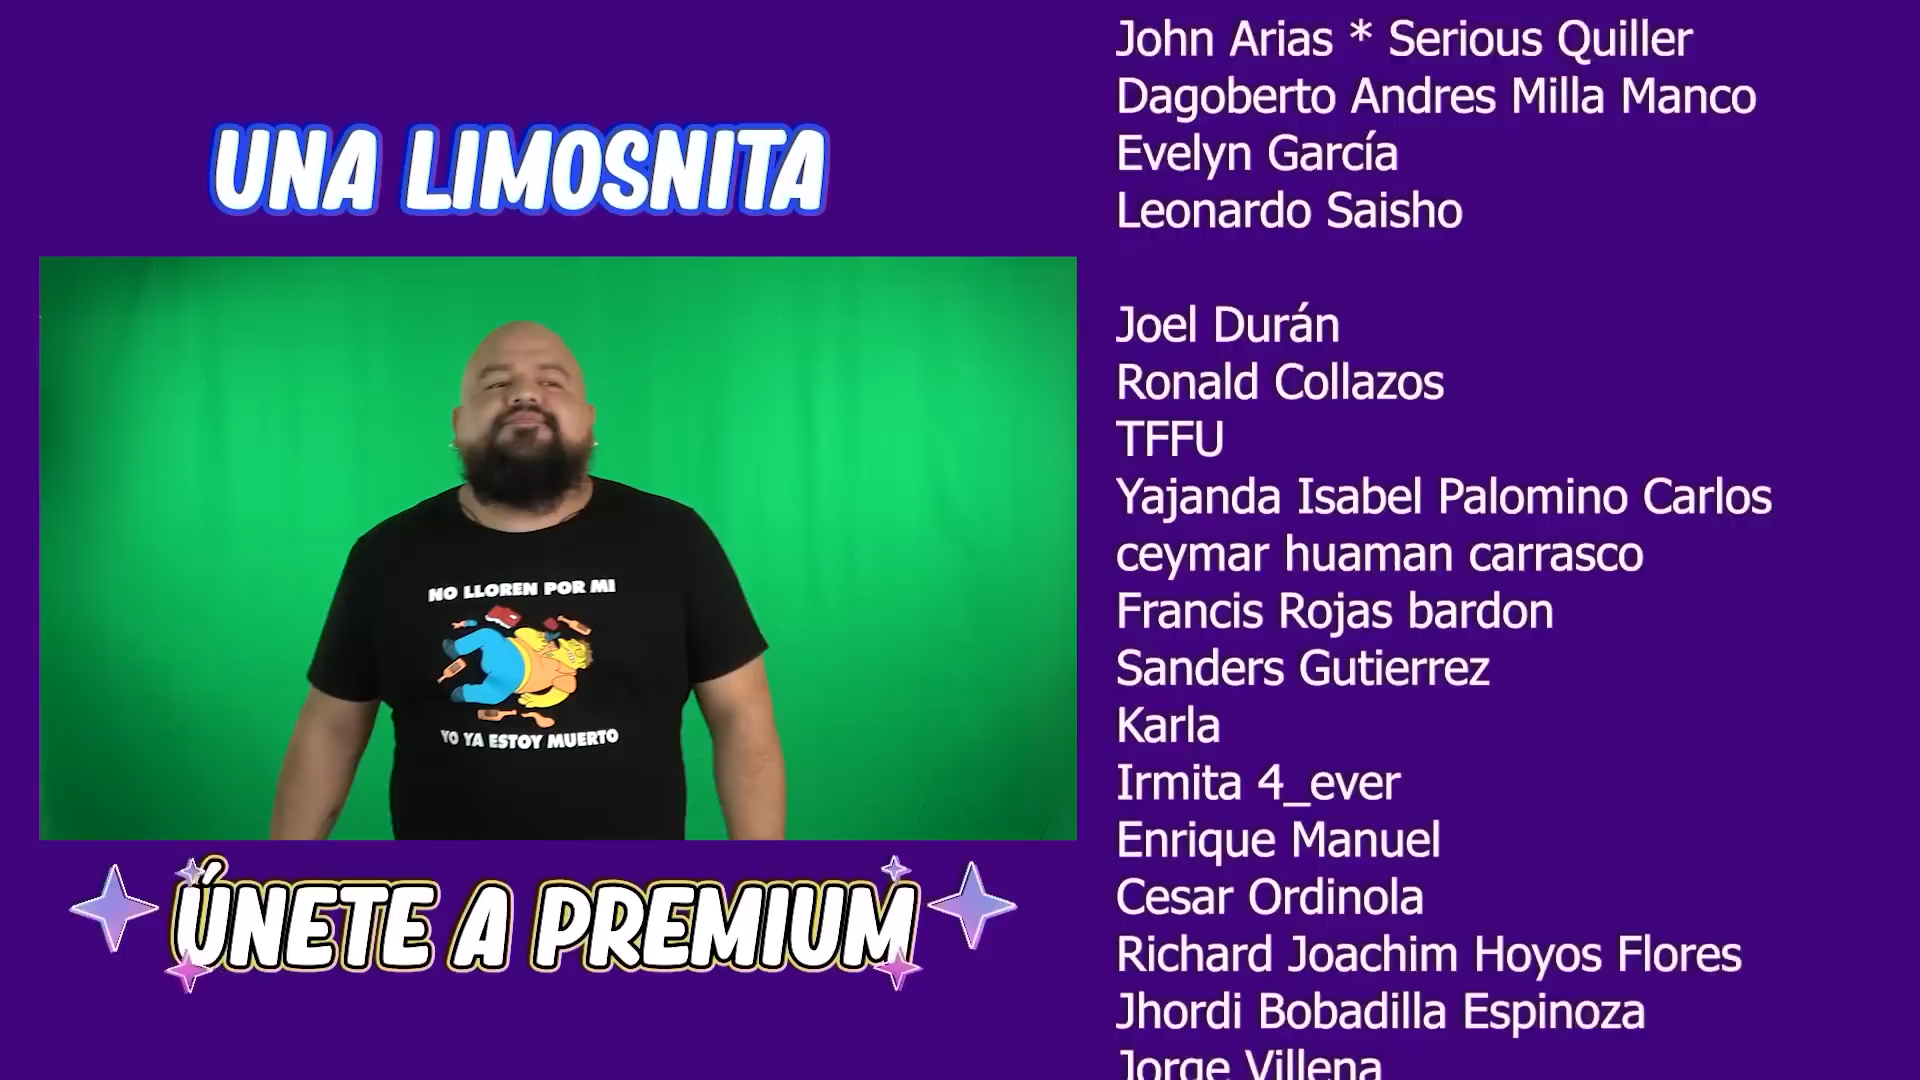 UNA LIMOSNITA
NO LLOREN POR MI
YO YA ESTOY MUERTO
ÚNETE A PREMIUM
John Arias * Serious Quiller
Dagoberto Andres Milla Manco
Evelyn García
Leonardo Saisho
Joel Durán
Ronald Collazos
TFFU
Yajanda Isabel Palomino Carlos
ceymar huaman carrasco
Francis Rojas bardon
Sanders Gutierrez
Karla
Irmita 4_ever
Enrique Manuel
Cesar Ordinola
Richard Joachim Hoyos Flores
Jhordi Bobadilla Espinoza
Jorge Villena